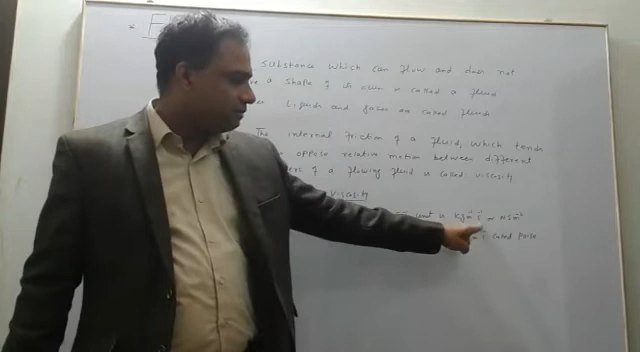 * F
substance which can flow and does not
a shape of its own is called a fluid
liquids and gases are called fluids
The internal friction of a fluid, which tends
oppose relative motion between different
of a flowing fluid is called viscosity
viscosity
unit is Kg m⁻¹ s⁻¹ = NSm⁻²
called poise